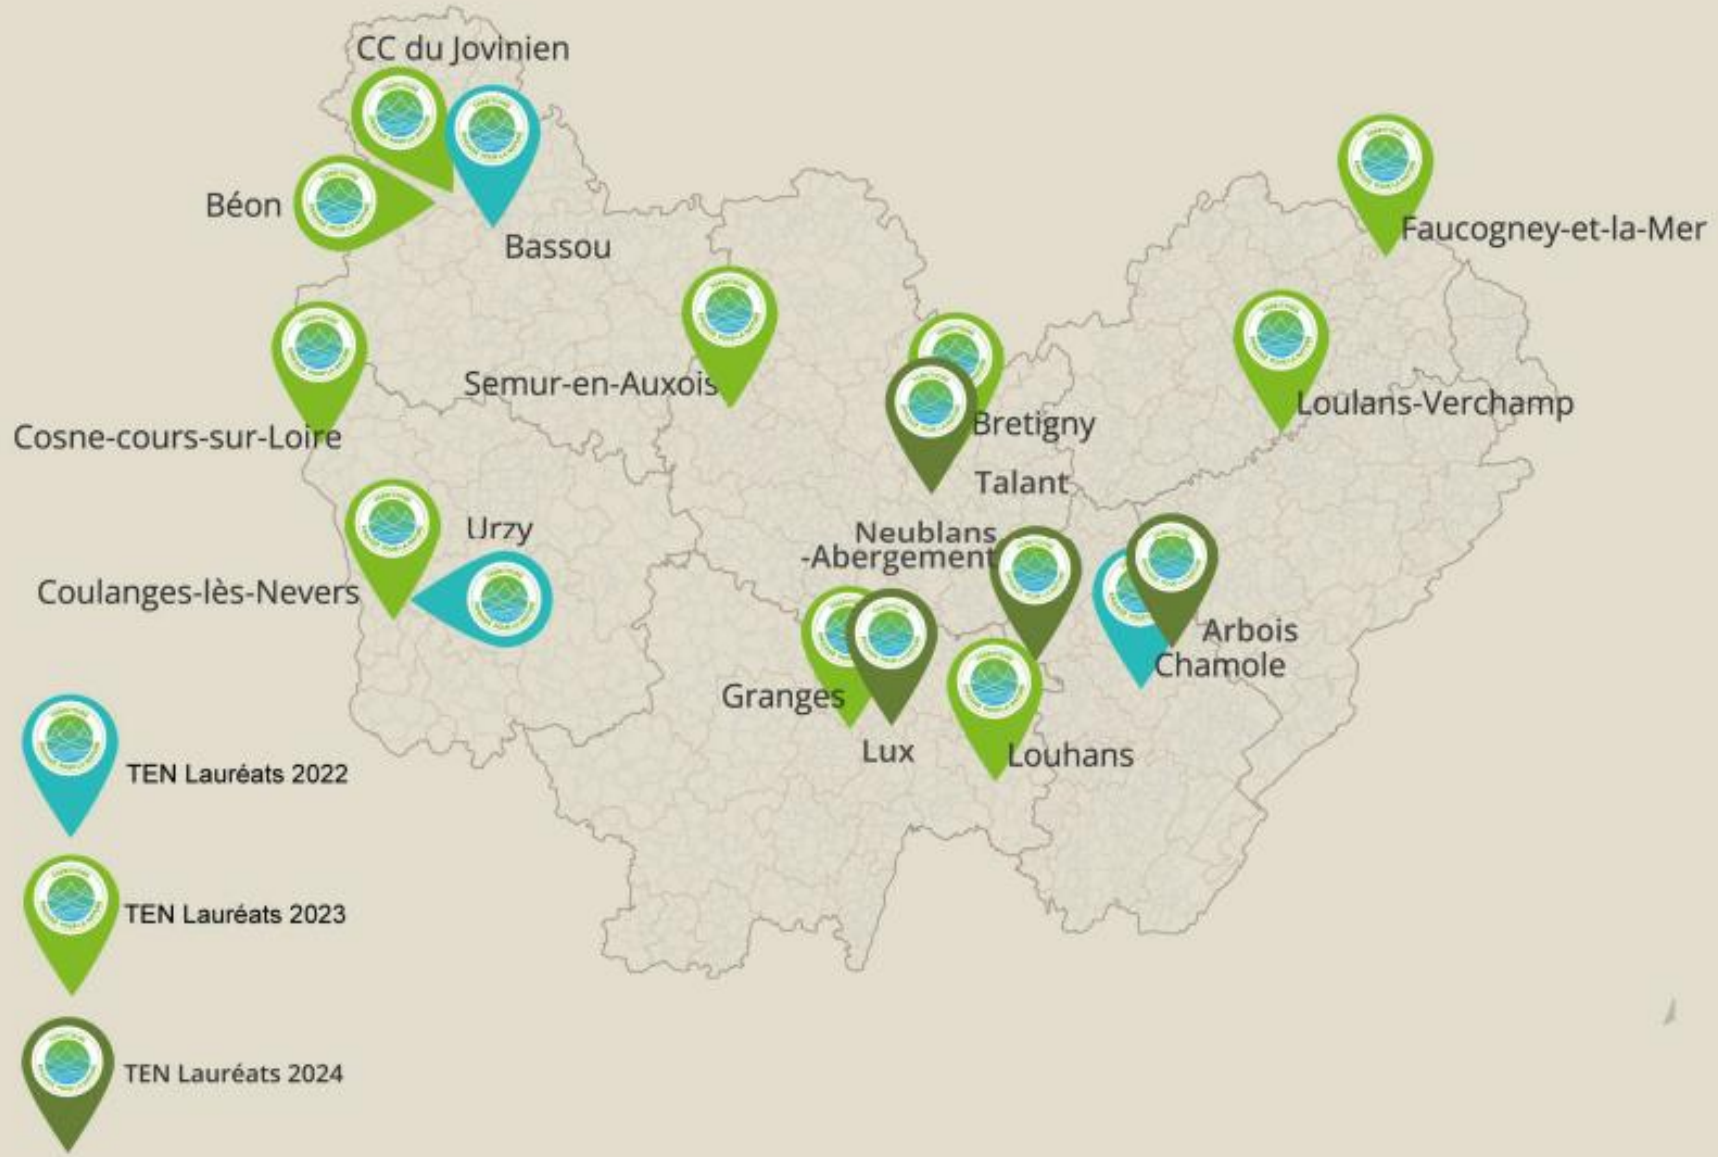 CC du Jovinien
Béon
Bassou
Faucogney-et-la-Mer
Semur-en-Auxois
Loulans-Verchamp
Cosne-cours-sur-Loire
Bretigny
Talant
Urzy
Neublans
-Abergement
Coulanges-lès-Nevers
Arbois
Chamole
Granges
Lux
Louhans
TEN Lauréats 2022
TEN Lauréats 2023
TEN Lauréats 2024